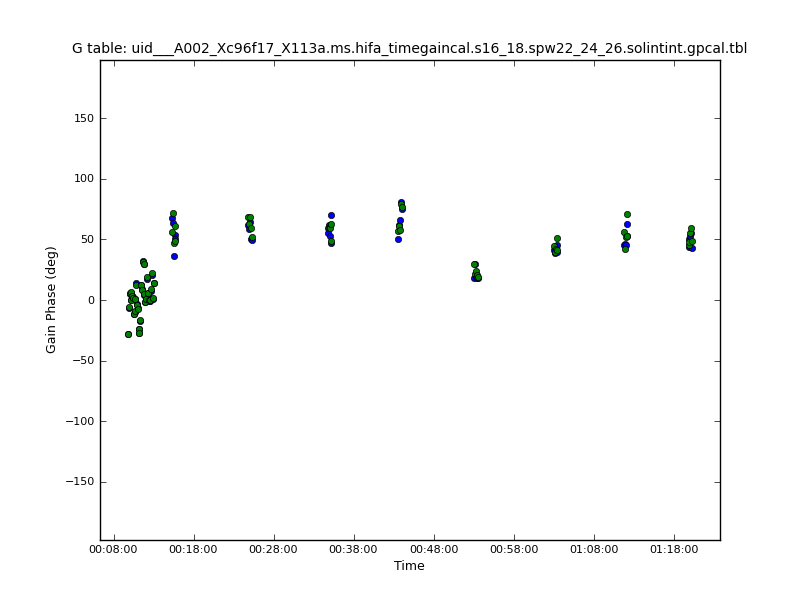 G table: uid___A002_Xc96f17_X113a.ms.hifa_timegaincal.s16_18.spw22_24_26.solintint.gpcal.tbl
150
100
50
0
−50
−100
−150
Gain Phase (deg)
00:08:00 00:18:00 00:28:00 00:38:00 00:48:00 00:58:00 01:08:00 01:18:00
Time